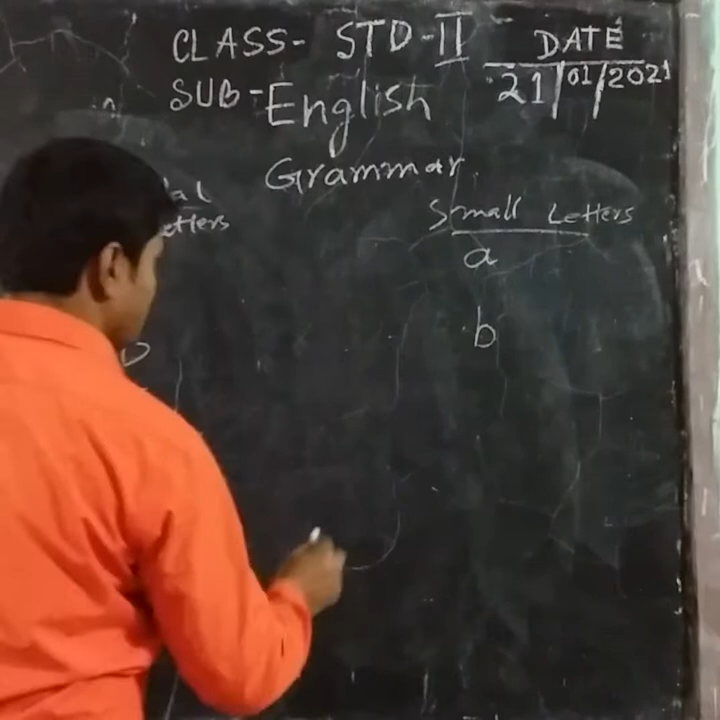 CLASS- STD-II
DATE
SUB-English
21/01/2021
Grammar
Small Letters
a
b